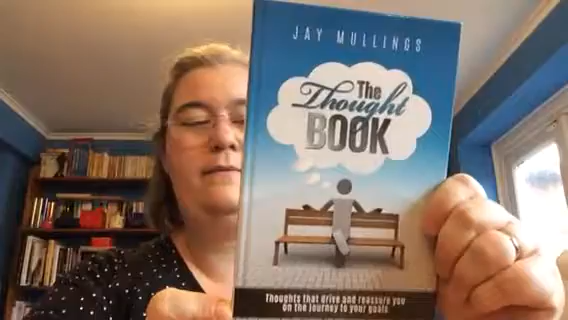 JAY MULLINGS
The
Thought
BOOK
Thoughts that drive and reassure you
on the journey to your goals